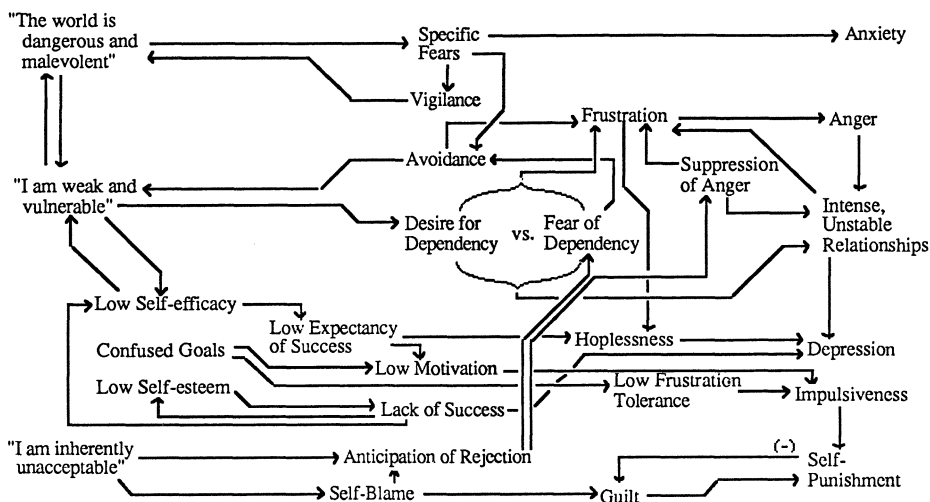 "The world is
dangerous and
malevolent"
Specific
Fears
Anxiety
Vigilance
Frustration
Anger
Avoidance
Suppression
of Anger
"I am weak and
vulnerable"
Desire for
Dependency
vs.
Fear of
Dependency
Intense,
Unstable
Relationships
Low Self-efficacy
Low Expectancy
of Success
Hoplessness
Depression
Confused Goals
Low Motivation
Low Self-esteem
Lack of Success
Low Frustration
Tolerance
Impulsiveness
"I am inherently
unacceptable"
Anticipation of Rejection
(-)
Self-
Punishment
Self-Blame
Guilt